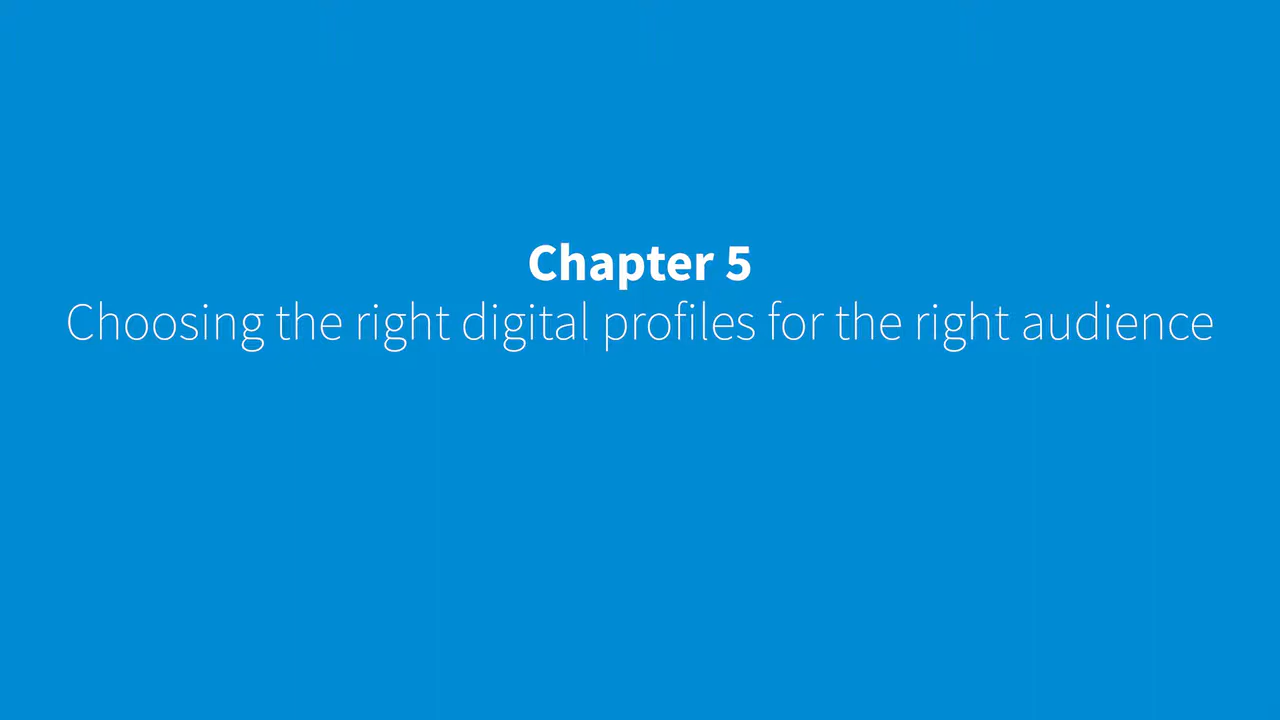 Chapter 5
Choosing the right digital profiles for the right audience